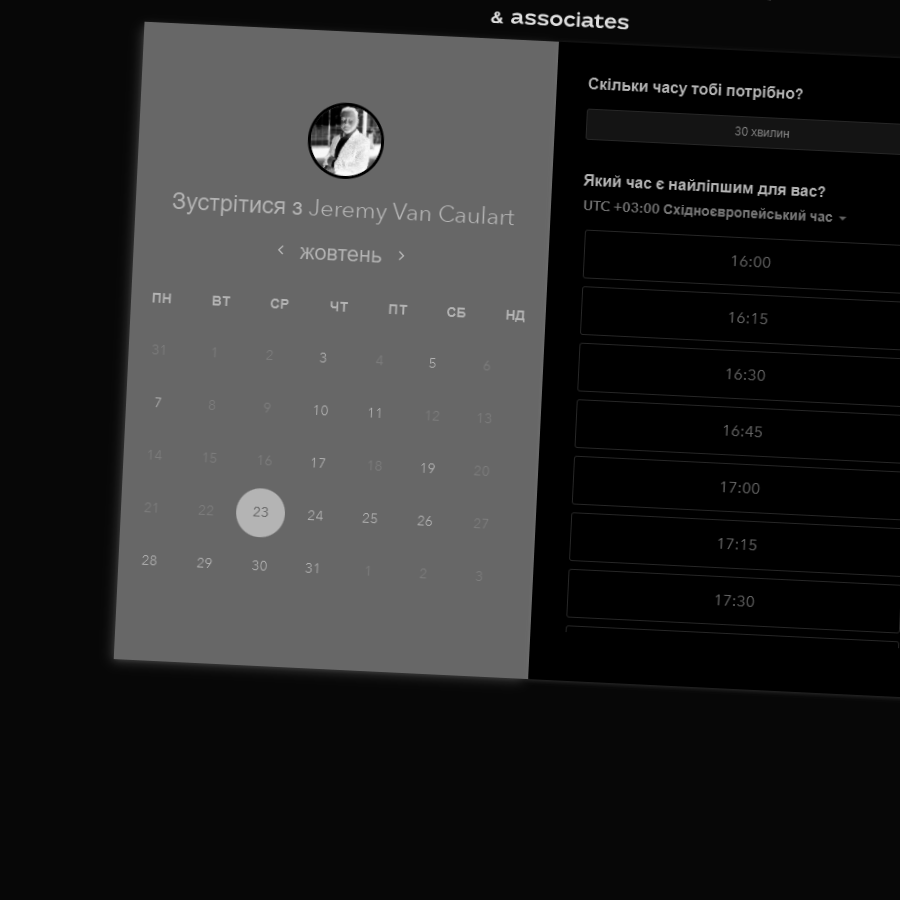 & associates
Зустрітися з Jeremy Van Caulart
жовтень
ПН ВТ СР ЧТ ПТ СБ НД
31 1 2 3 4 5 6
7 8 9 10 11 12 13
14 15 16 17 18 19 20
21 22 23 24 25 26 27
28 29 30 31 1 2 3
Скільки часу тобі потрібно?
30 хвилин
Який час є найліпшим для вас?
UTC +03:00 Східноєвропейський час
16:00
16:15
16:30
16:45
17:00
17:15
17:30